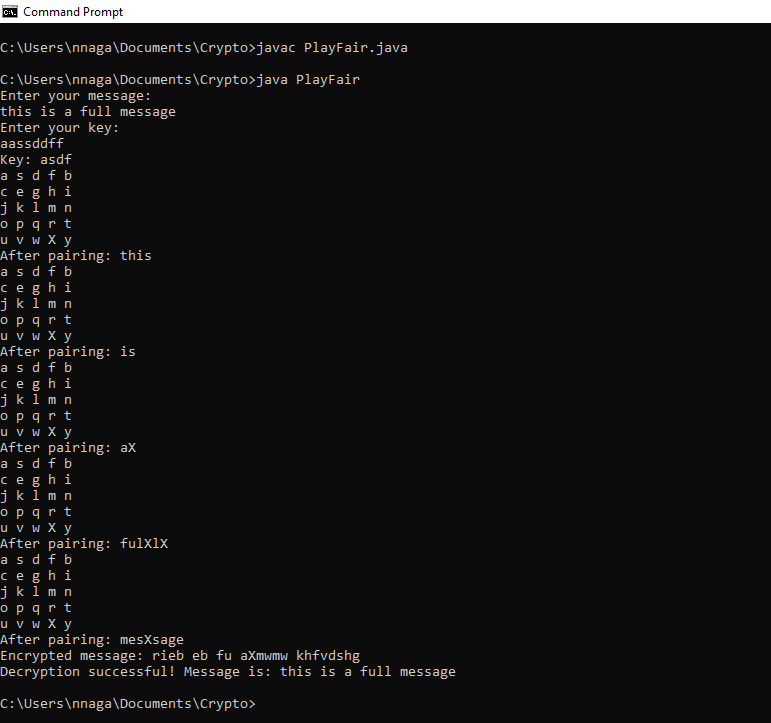 Command Prompt
C:\Users\nnaga\Documents\Crypto>javac PlayFair.java
C:\Users\nnaga\Documents\Crypto>java PlayFair
Enter your message:
this is a full message
Enter your key:
aassddff
Key: asdf
a s d f b
c e g h i
j k l m n
o p q r t
u v w X y
After pairing: this
a s d f b
c e g h i
j k l m n
o p q r t
u v w X y
After pairing: is
a s d f b
c e g h i
j k l m n
o p q r t
u v w X y
After pairing: aX
a s d f b
c e g h i
j k l m n
o p q r t
u v w X y
After pairing: fulXlX
a s d f b
c e g h i
j k l m n
o p q r t
u v w X y
After pairing: mesXsage
Encrypted message: rieb eb fu aXmwmw khfvdshg
Decryption successful! Message is: this is a full message
C:\Users\nnaga\Documents\Crypto>